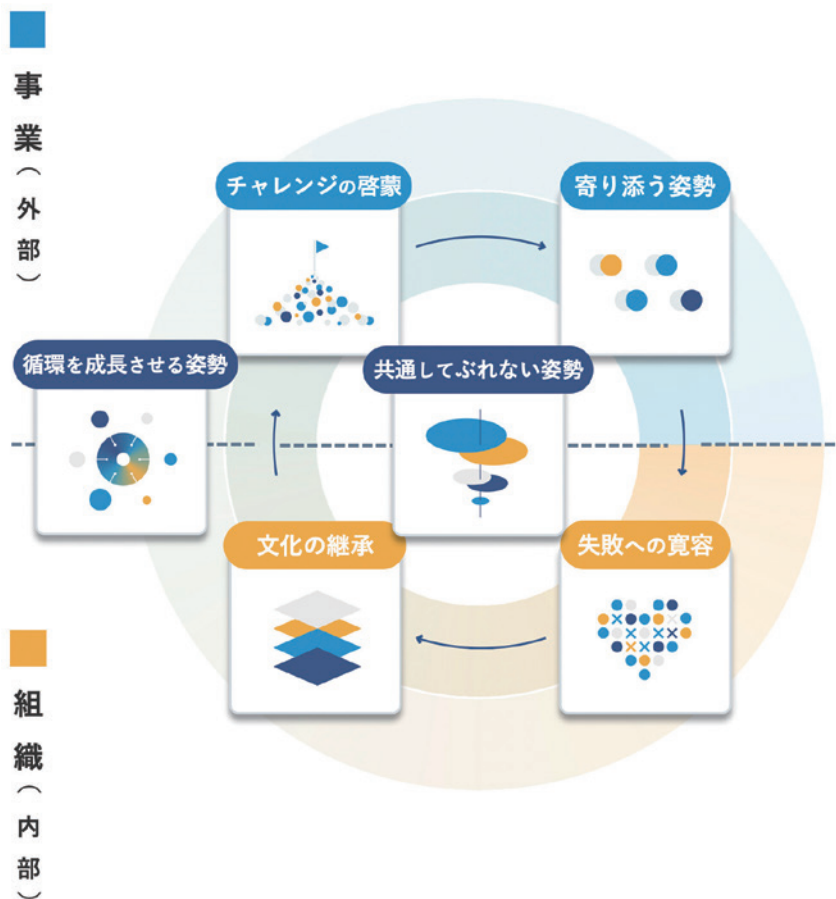 事業（外部）
チャレンジの啓蒙
寄り添う姿勢
循環を成長させる姿勢
共通してぶれない姿勢
文化の継承
失敗への寛容
組織（内部）